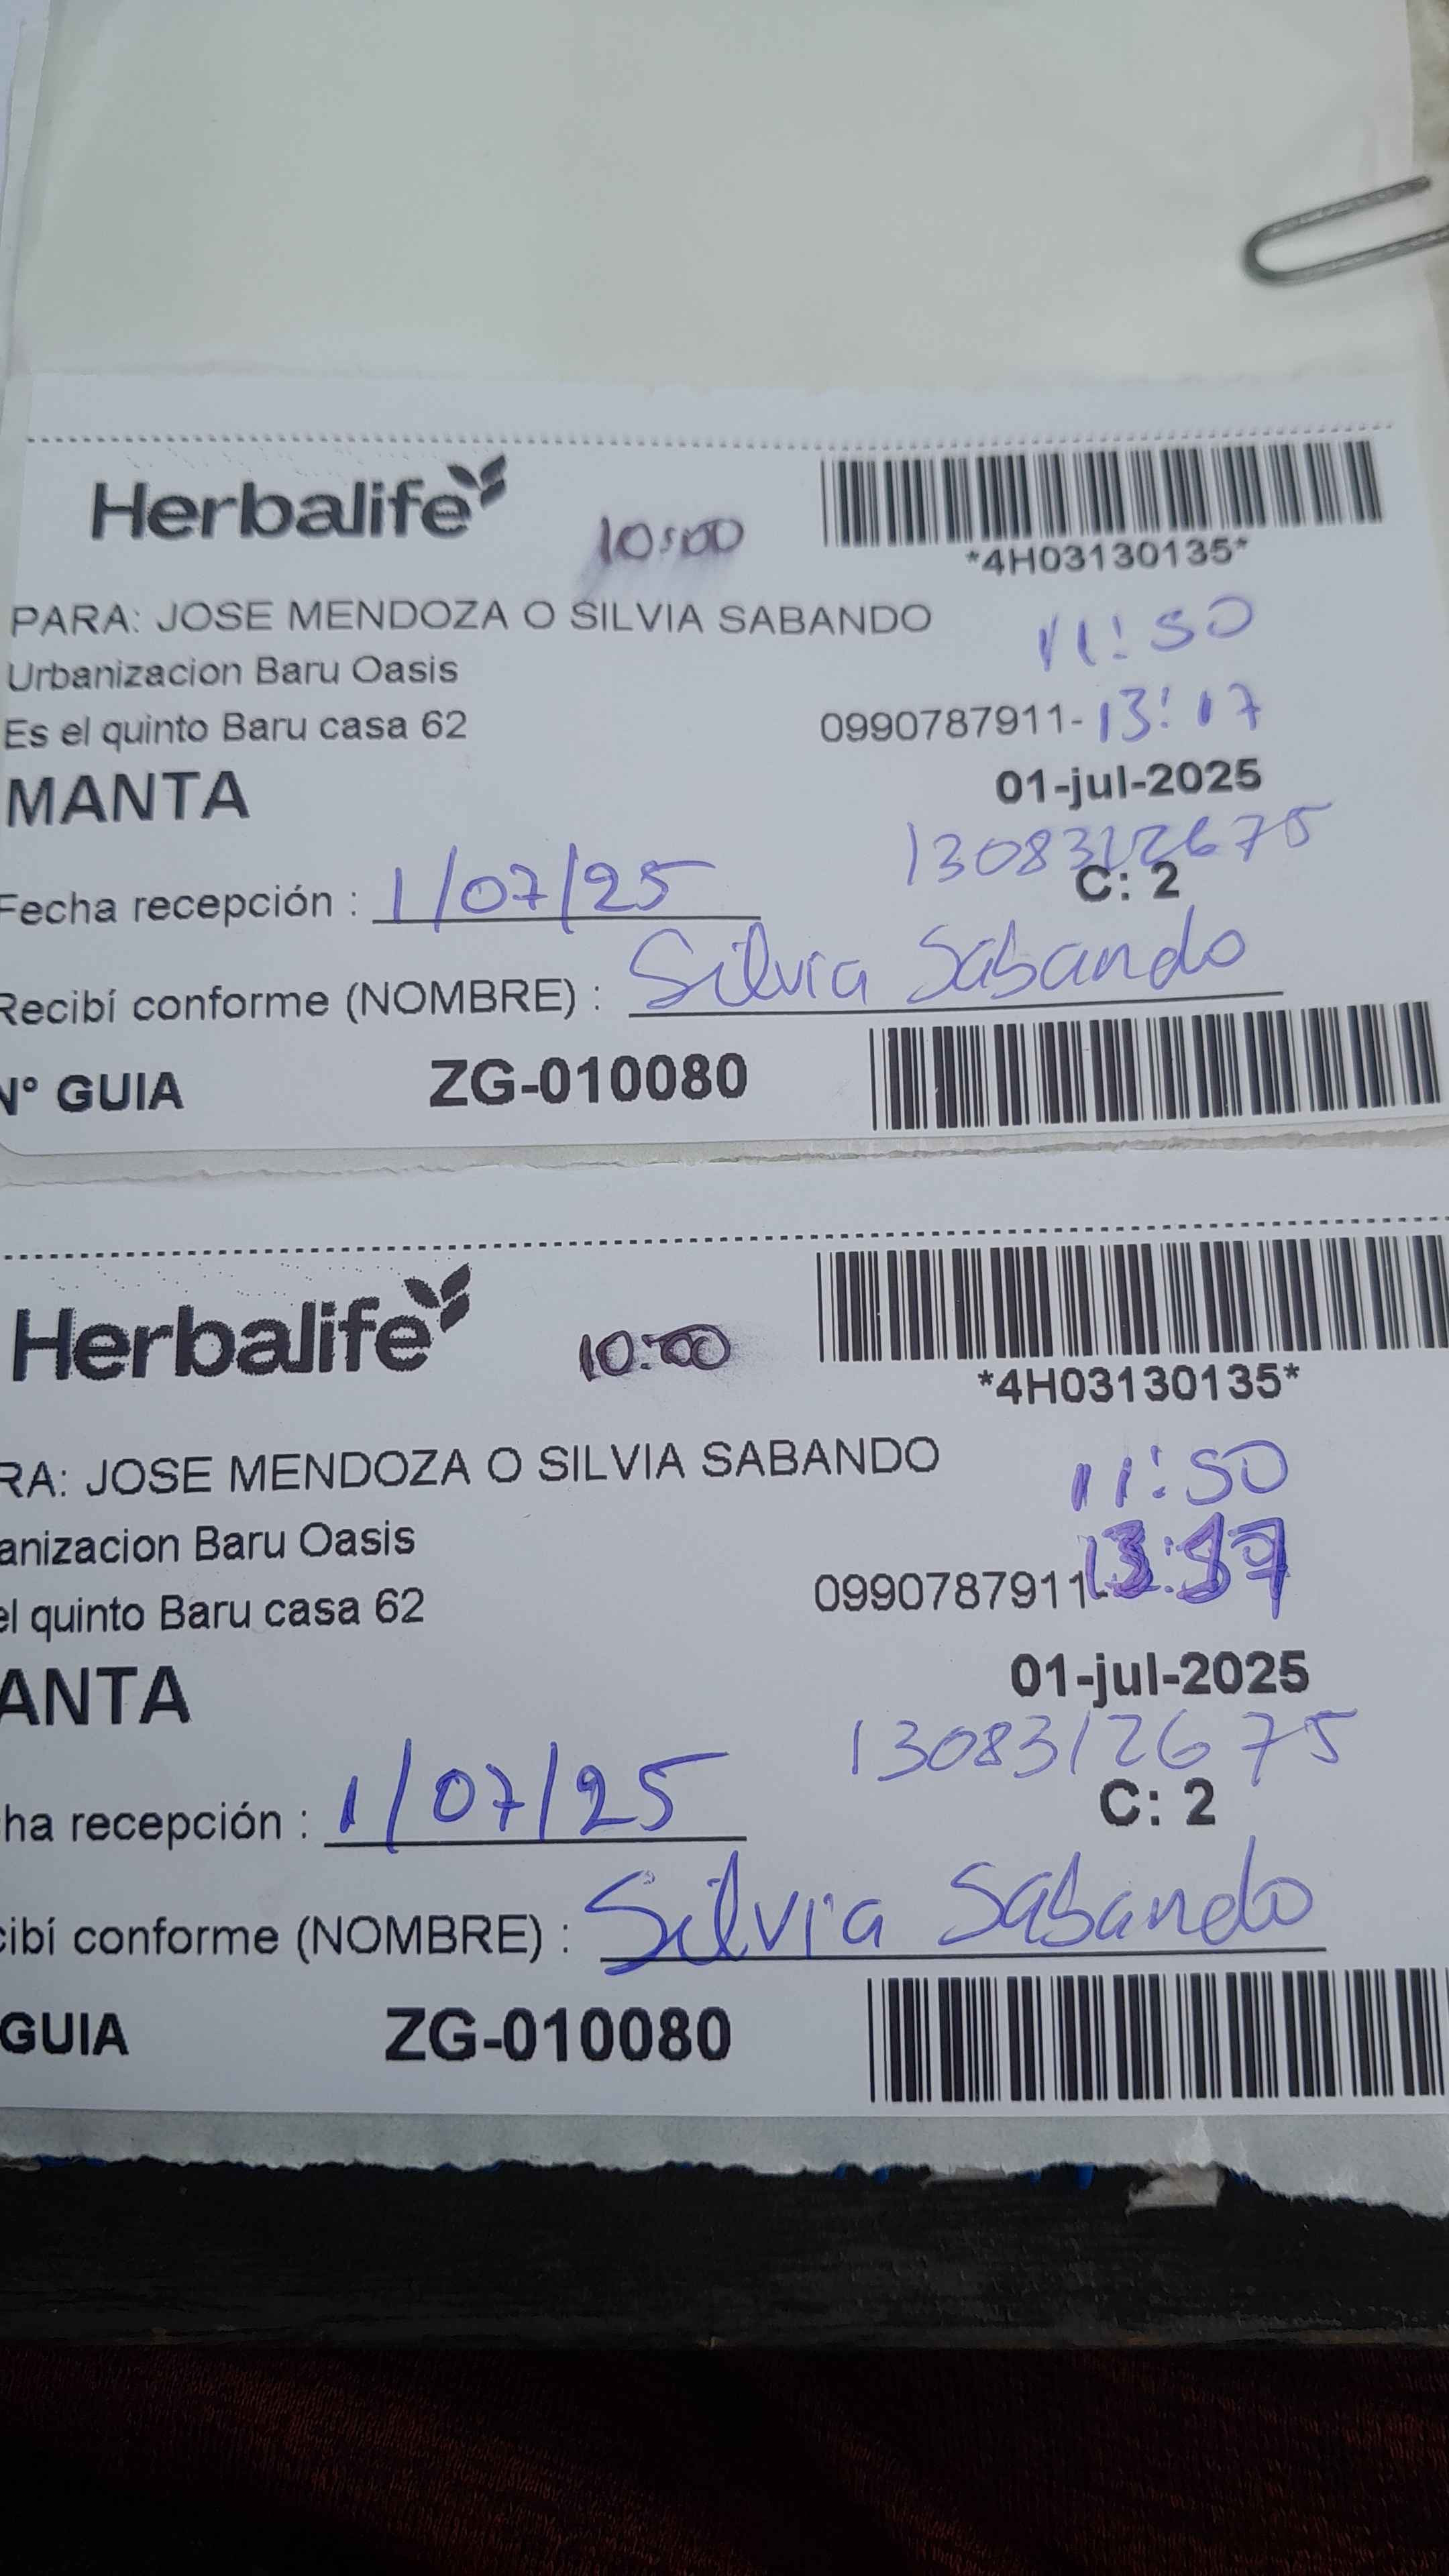 Herbalife
10:00
*4H03130135*
PARA: JOSE MENDOZA O SILVIA SABANDO
11:50
Urbanizacion Baru Oasis
Es el quinto Baru casa 62
0990787911- 13:17
MANTA
01-jul-2025
1308312675
C: 2
Fecha recepción : 1/07/25
Recibí conforme (NOMBRE) : Silvia Sabando
N° GUIA ZG-010080
Herbalife
10:00
*4H03130135*
RA: JOSE MENDOZA O SILVIA SABANDO
11:50
anizacion Baru Oasis
el quinto Baru casa 62
0990787911-
ANTA
01-jul-2025
1308312675
C: 2
ha recepción : 1/07/25
cibí conforme (NOMBRE) : Silvia Sabando
GUIA ZG-010080